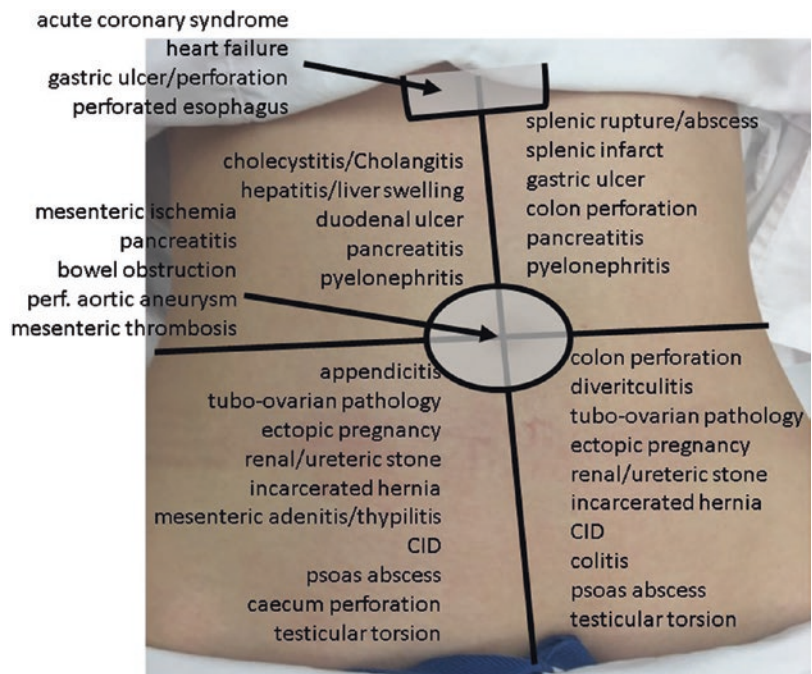 acute coronary syndrome
heart failure
gastric ulcer/perforation
perforated esophagus
cholecystitis/Cholangitis
hepatitis/liver swelling
duodenal ulcer
pancreatitis
pyelonephritis
splenic rupture/abscess
splenic infarct
gastric ulcer
colon perforation
pancreatitis
pyelonephritis
mesenteric ischemia
pancreatitis
bowel obstruction
perf. aortic aneurysm
mesenteric thrombosis
appendicitis
tubo-ovarian pathology
ectopic pregnancy
renal/ureteric stone
incarcerated hernia
mesenteric adenitis/thypilitis
CID
psoas abscess
caecum perforation
testicular torsion
colon perforation
diveritculitis
tubo-ovarian pathology
ectopic pregnancy
renal/ureteric stone
incarcerated hernia
CID
colitis
psoas abscess
testicular torsion